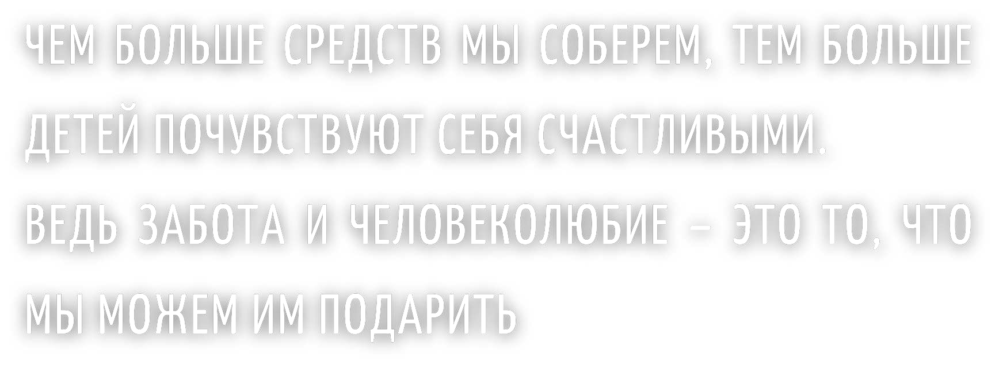 ЧЕМ БОЛЬШЕ СРЕДСТВ МЫ СОБЕРЕМ, ТЕМ БОЛЬШЕ
ДЕТЕЙ ПОЧУВСТВУЮТ СЕБЯ СЧАСТЛИВЫМИ.
ВЕДЬ ЗАБОТА И ЧЕЛОВЕКОЛЮБИЕ – ЭТО ТО, ЧТО
МЫ МОЖЕМ ИМ ПОДАРИТЬ